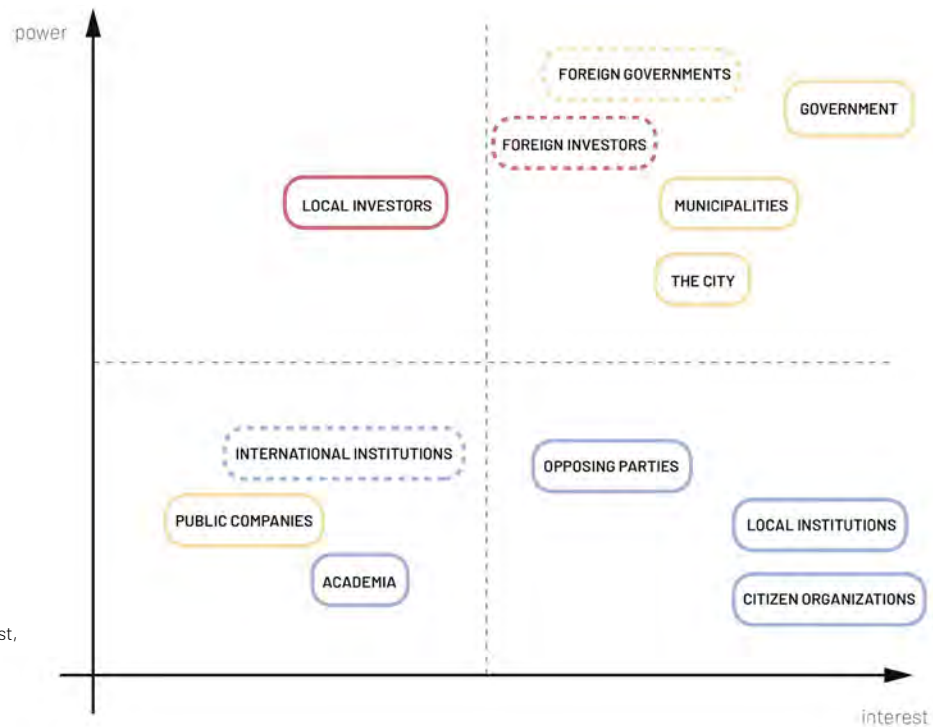 power
FOREIGN GOVERNMENTS
GOVERNMENT
FOREIGN INVESTORS
LOCAL INVESTORS
MUNICIPALITIES
THE CITY
INTERNATIONAL INSTITUTIONS
OPPOSING PARTIES
PUBLIC COMPANIES
LOCAL INSTITUTIONS
ACADEMIA
CITIZEN ORGANIZATIONS
interest